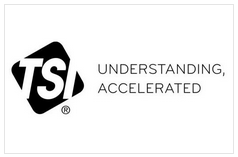 TSI
®
UNDERSTANDING,
ACCELERATED